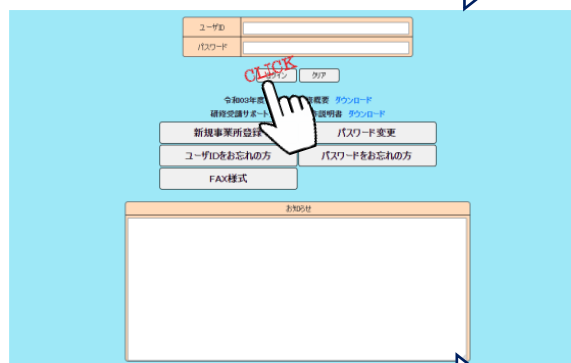 ユーザID
パスワード
CLICK
イン クリア
令和03年度 概要 ダウンロード
研修受講サポート 説明書 ダウンロード
新規事業所登録 パスワード変更
ユーザIDをお忘れの方 パスワードをお忘れの方
FAX様式
お知らせ